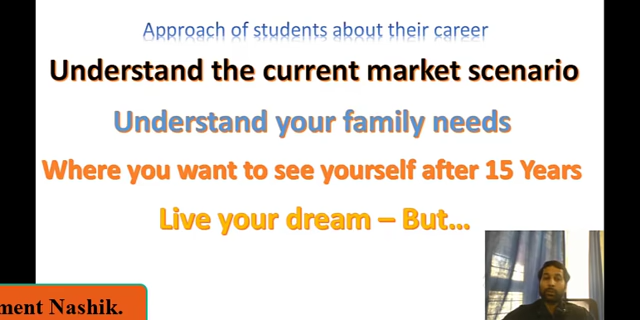 Approach of students about their career
Understand the current market scenario
Understand your family needs
Where you want to see yourself after 15 Years
Live your dream – But...
ment Nashik.